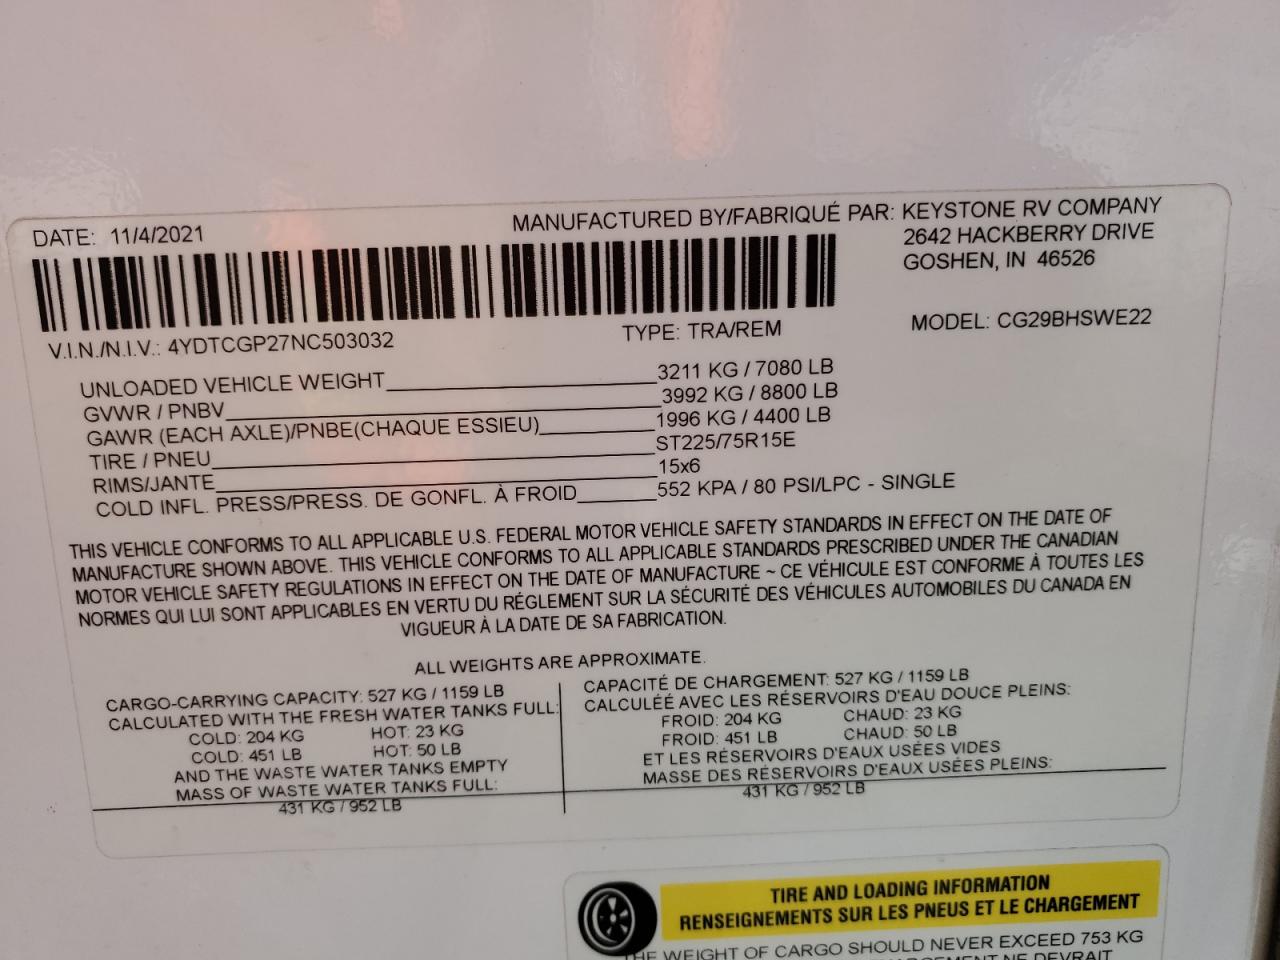 DATE: 11/4/2021
MANUFACTURED BY/FABRIQUÉ PAR: KEYSTONE RV COMPANY
2642 HACKBERRY DRIVE
GOSHEN, IN 46526
V.I.N./N.I.V.: 4YDTCGP27NC503032
TYPE: TRA/REM
MODEL: CG29BHSWE22
UNLOADED VEHICLE WEIGHT 3211 KG / 7080 LB
GVWR / PNBV 3992 KG / 8800 LB
GAWR (EACH AXLE)/PNBE(CHAQUE ESSIEU) 1996 KG / 4400 LB
TIRE / PNEU ST225/75R15E
RIMS/JANTE 15x6
COLD INFL. PRESS/PRESS. DE GONFL. À FROID 552 KPA / 80 PSI/LPC - SINGLE
THIS VEHICLE CONFORMS TO ALL APPLICABLE U.S. FEDERAL MOTOR VEHICLE SAFETY STANDARDS IN EFFECT ON THE DATE OF
MANUFACTURE SHOWN ABOVE. THIS VEHICLE CONFORMS TO ALL APPLICABLE STANDARDS PRESCRIBED UNDER THE CANADIAN
MOTOR VEHICLE SAFETY REGULATIONS IN EFFECT ON THE DATE OF MANUFACTURE ~ CE VÉHICULE EST CONFORME À TOUTES LES
NORMES QUI LUI SONT APPLICABLES EN VERTU DU RÉGLEMENT SUR LA SÉCURITÉ DES VÉHICULES AUTOMOBILES DU CANADA EN
VIGUEUR À LA DATE DE SA FABRICATION.
ALL WEIGHTS ARE APPROXIMATE.
CARGO-CARRYING CAPACITY: 527 KG / 1159 LB
CALCULATED WITH THE FRESH WATER TANKS FULL:
COLD: 204 KG HOT: 23 KG
COLD: 451 LB HOT: 50 LB
AND THE WASTE WATER TANKS EMPTY
MASS OF WASTE WATER TANKS FULL:
431 KG / 952 LB
CAPACITÉ DE CHARGEMENT: 527 KG / 1159 LB
CALCULÉE AVEC LES RÉSERVOIRS D'EAU DOUCE PLEINS:
FROID: 204 KG CHAUD: 23 KG
FROID: 451 LB CHAUD: 50 LB
ET LES RÉSERVOIRS D'EAUX USÉES VIDES
MASSE DES RÉSERVOIRS D'EAUX USÉES PLEINS:
431 KG / 952 LB
TIRE AND LOADING INFORMATION
RENSEIGNEMENTS SUR LES PNEUS ET LE CHARGEMENT
THE WEIGHT OF CARGO SHOULD NEVER EXCEED 753 KG
NE DEVRAIT